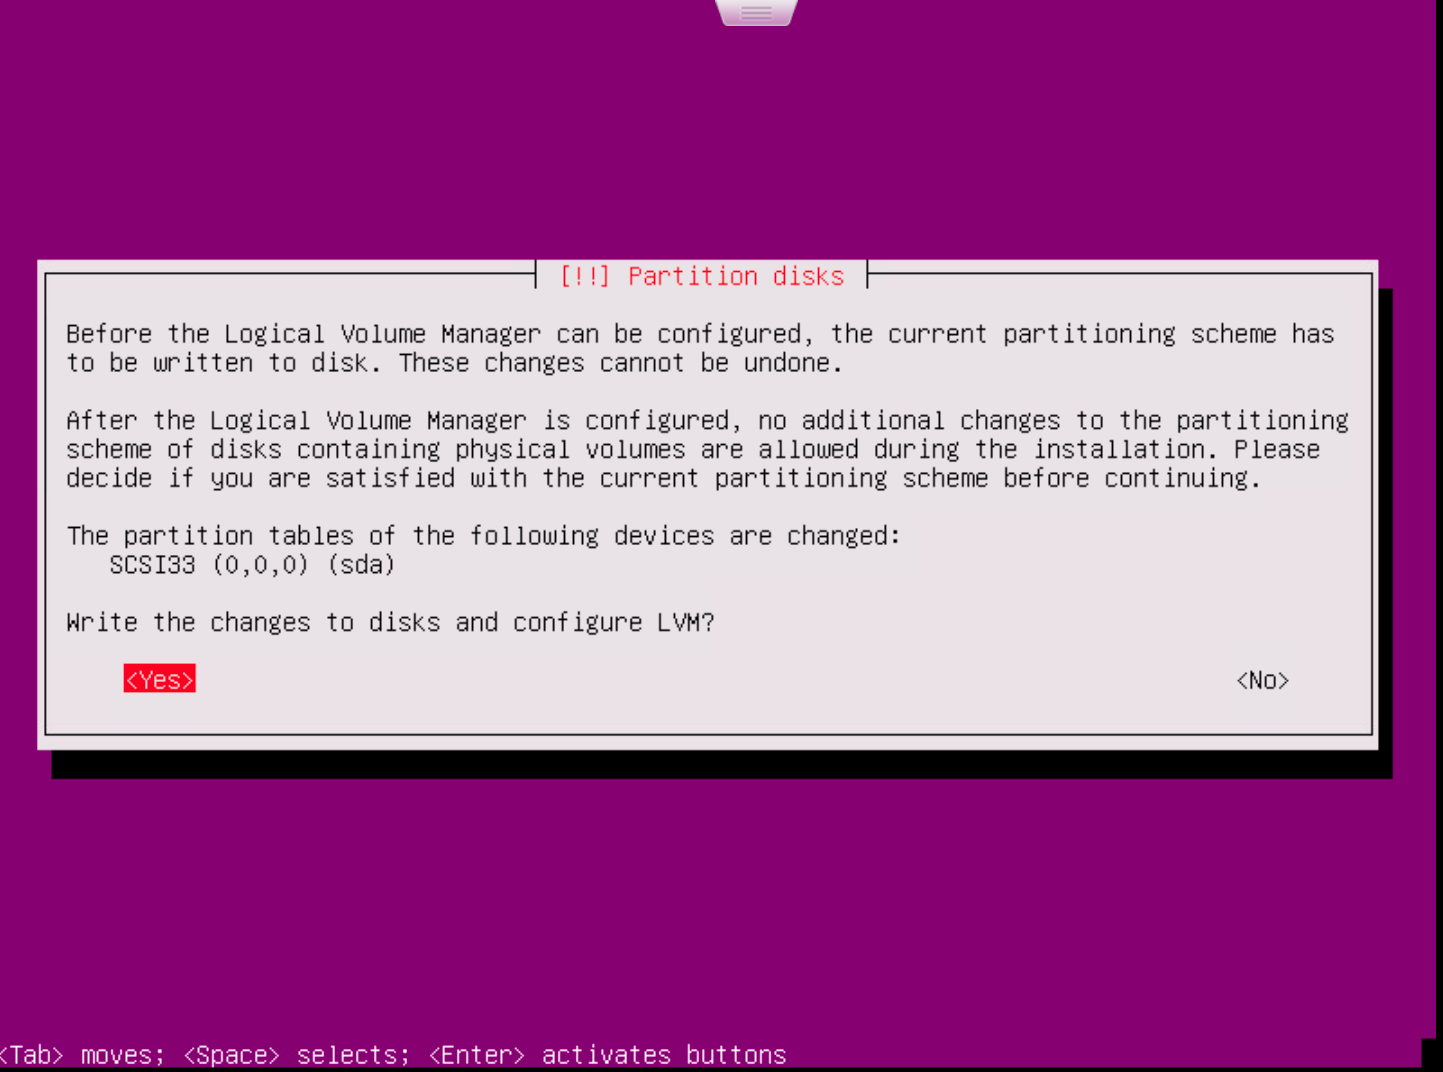 [!!] Partition disks
Before the Logical Volume Manager can be configured, the current partitioning scheme has
to be written to disk. These changes cannot be undone.
After the Logical Volume Manager is configured, no additional changes to the partitioning
scheme of disks containing physical volumes are allowed during the installation. Please
decide if you are satisfied with the current partitioning scheme before continuing.
The partition tables of the following devices are changed:
SCSI33 (0,0,0) (sda)
Write the changes to disks and configure LVM?
<Yes> <No>
<Tab> moves; <Space> selects; <Enter> activates buttons